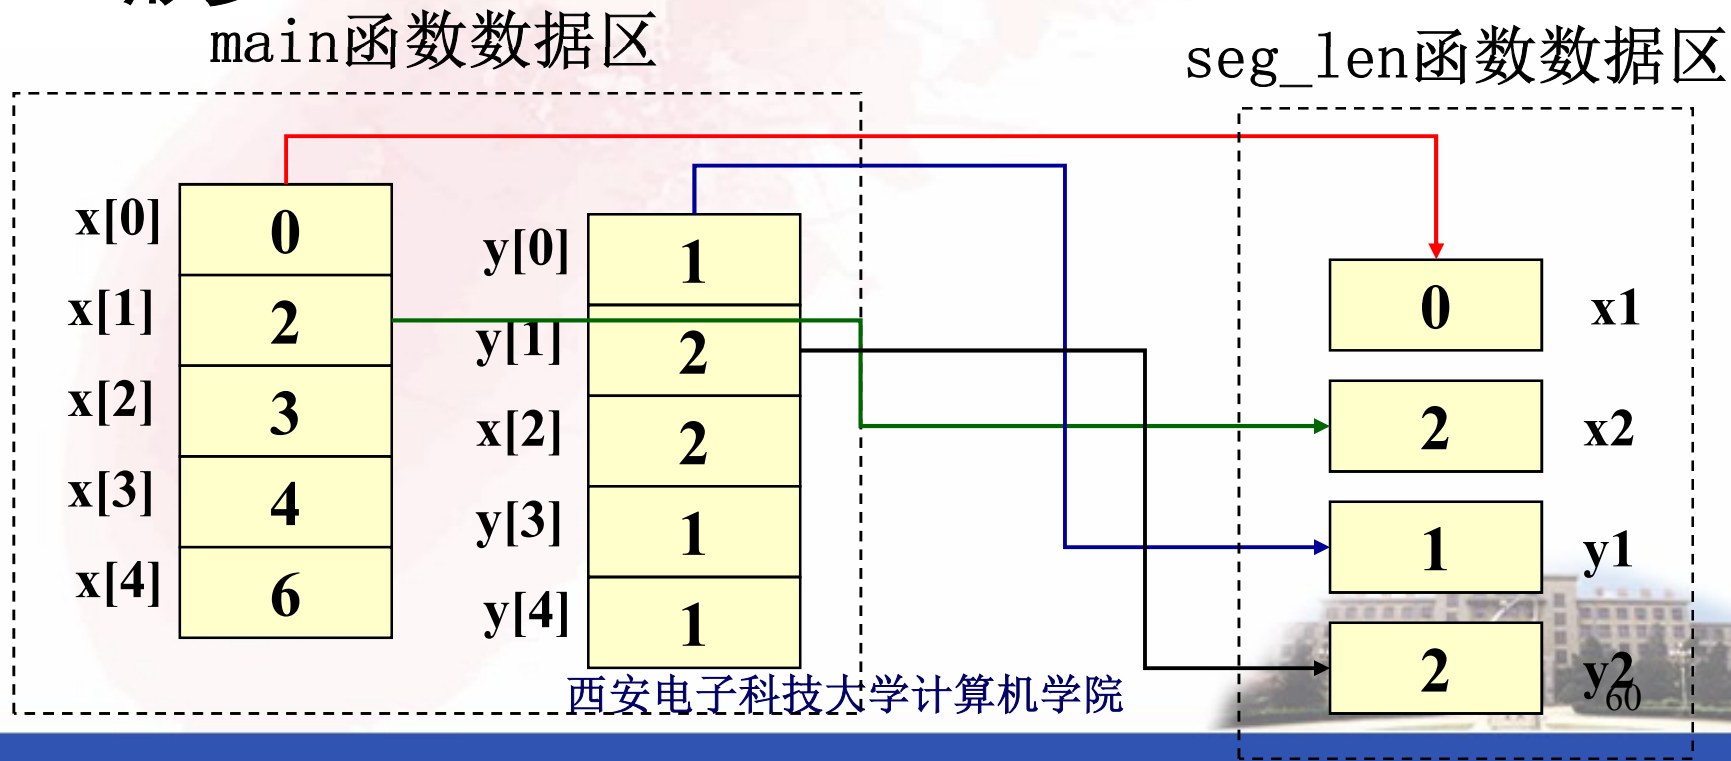 main函数数据区
seg_len函数数据区
x[0] 0
x[1] 2
x[2] 3
x[3] 4
x[4] 6
y[0] 1
y[1] 2
x[2] 2
y[3] 1
y[4] 1
0 x1
2 x2
1 y1
2 y2
西安电子科技大学计算机学院
60